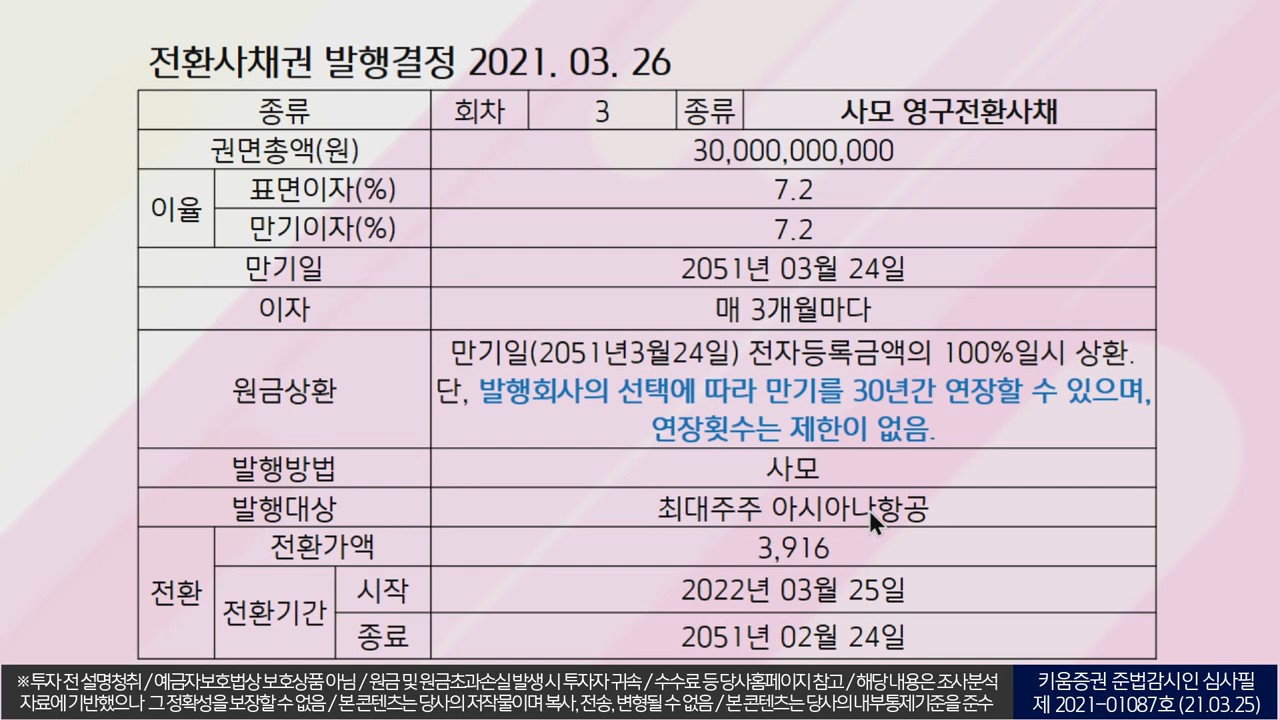 전환사채권 발행결정 2021. 03. 26
종류 회차 3 종류 사모 영구전환사채
권면총액(원) 30,000,000,000
이율 표면이자(%) 7.2
만기이자(%) 7.2
만기일 2051년 03월 24일
이자 매 3개월마다
원금상환 만기일(2051년3월24일) 전자등록금액의 100%일시 상환.
단, 발행회사의 선택에 따라 만기를 30년간 연장할 수 있으며,
연장횟수는 제한이 없음.
발행방법 사모
발행대상 최대주주 아시아나항공
전환 전환가액 3,916
전환기간 시작 2022년 03월 25일
종료 2051년 02월 24일
※ 투자 전 설명청취 / 예금자보호법상 보호상품 아님 / 원금 및 원금초과손실 발생 시 투자자 귀속 / 수수료 등 당사홈페이지 참고 / 해당 내용은 조사분석
자료에 기반했으나 그 정확성을 보장할 수 없음 / 본 콘텐츠는 당사의 저작물이며 복사, 전송, 변형될 수 없음 / 본 콘텐츠는 당사의 내부통제기준을 준수
키움증권 준법감시인 심사필
제 2021-01087호 (21.03.25)